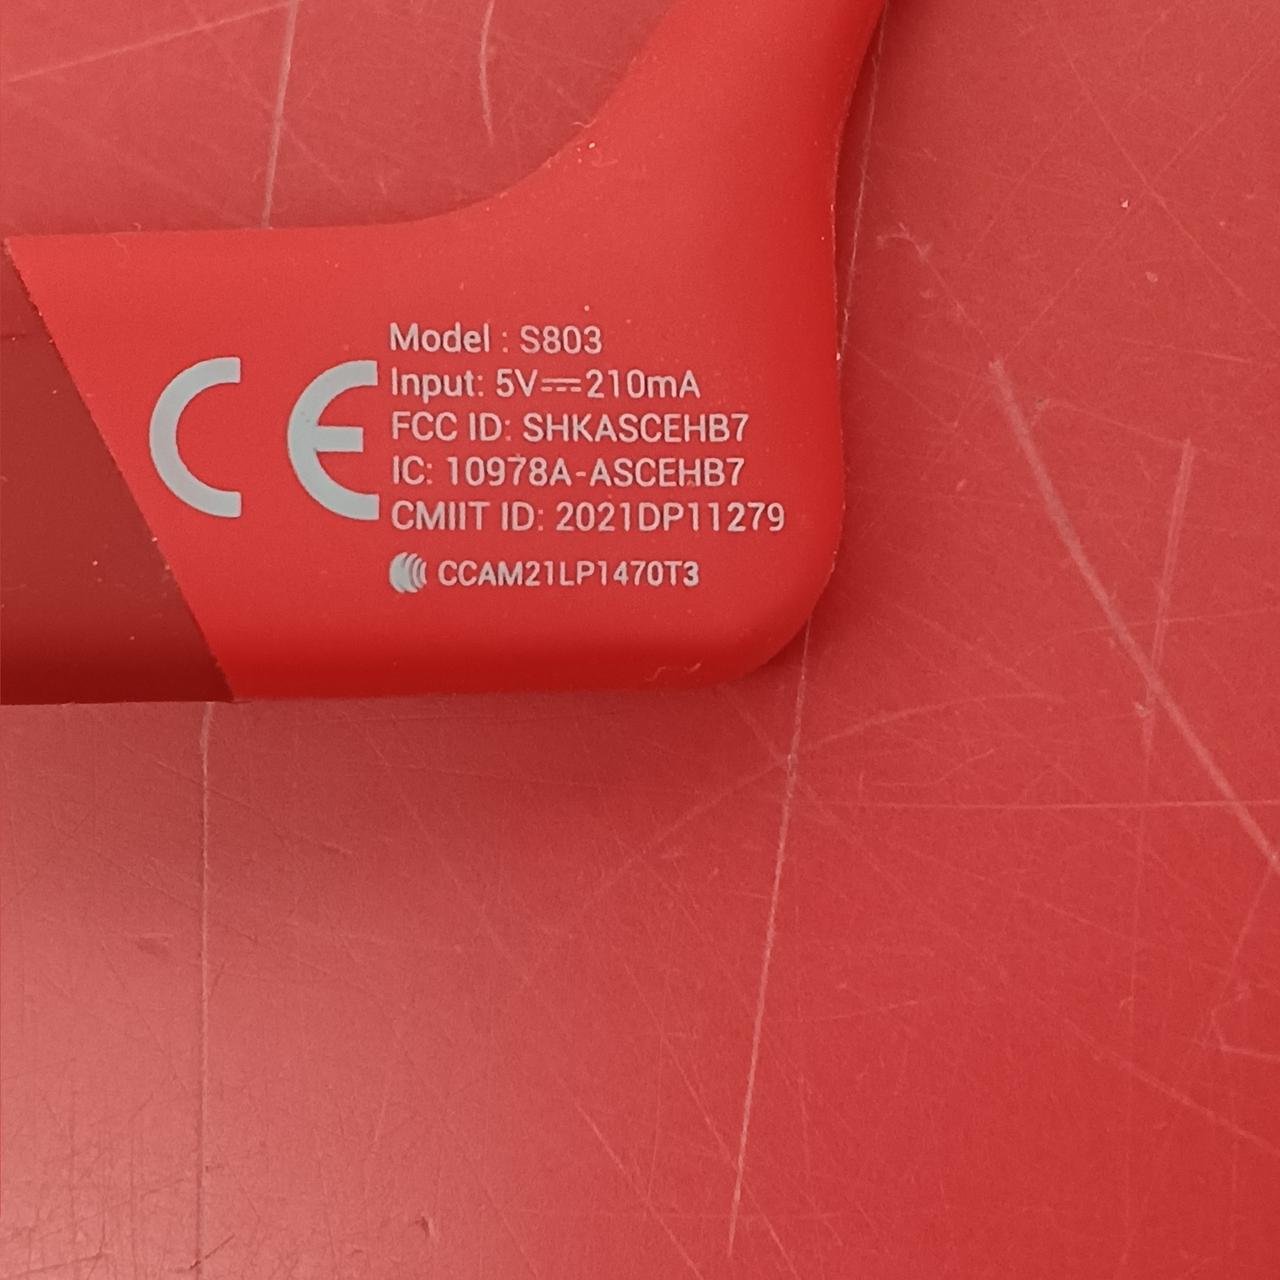 CE
Model : S803
Input: 5V⎓210mA
FCC ID: SHKASCEHB7
IC: 10978A-ASCEHB7
CMIIT ID: 2021DP11279
CCAM21LP1470T3